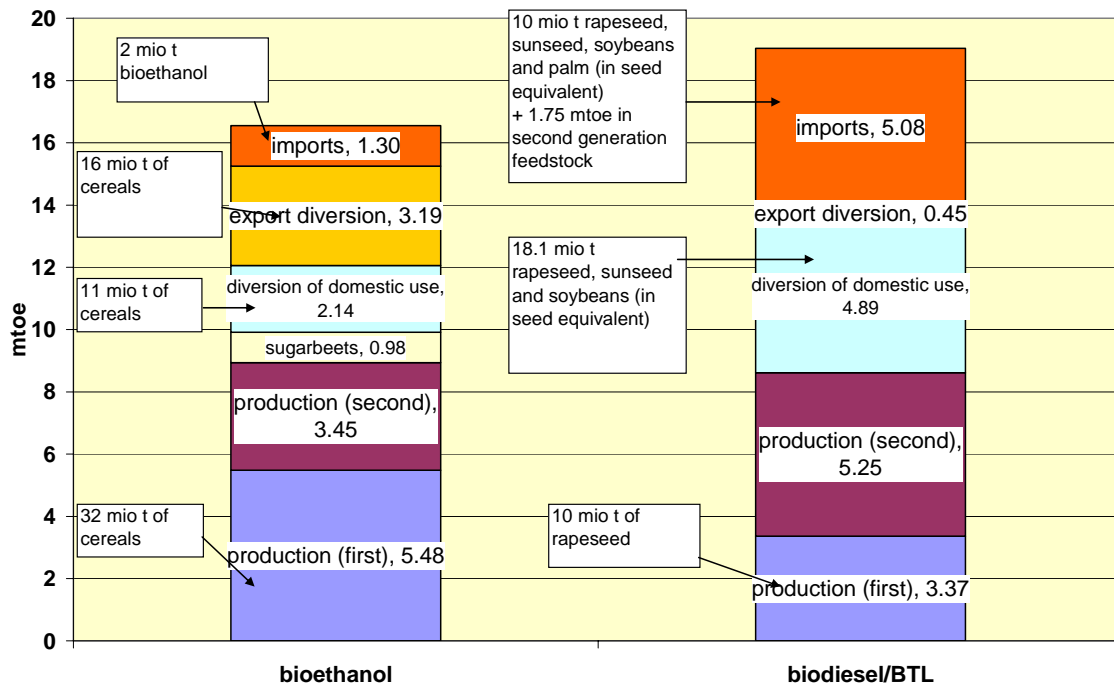 20
18
16
14
12
10
8
6
4
2
0
mtoe
2 mio t
bioethanol
16 mio t of
cereals
11 mio t of
cereals
32 mio t of
cereals
imports, 1.30
export diversion, 3.19
diversion of domestic use,
2.14
sugarbeets, 0.98
production (second),
3.45
production (first), 5.48
10 mio t rapeseed,
sunseed, soybeans
and palm (in seed
equivalent)
+ 1.75 mtoe in
second generation
feedstock
18.1 mio t
rapeseed, sunseed
and soybeans (in
seed equivalent)
10 mio t of
rapeseed
imports, 5.08
export diversion, 0.45
diversion of domestic use,
4.89
production (second),
5.25
production (first), 3.37
bioethanol
biodiesel/BTL